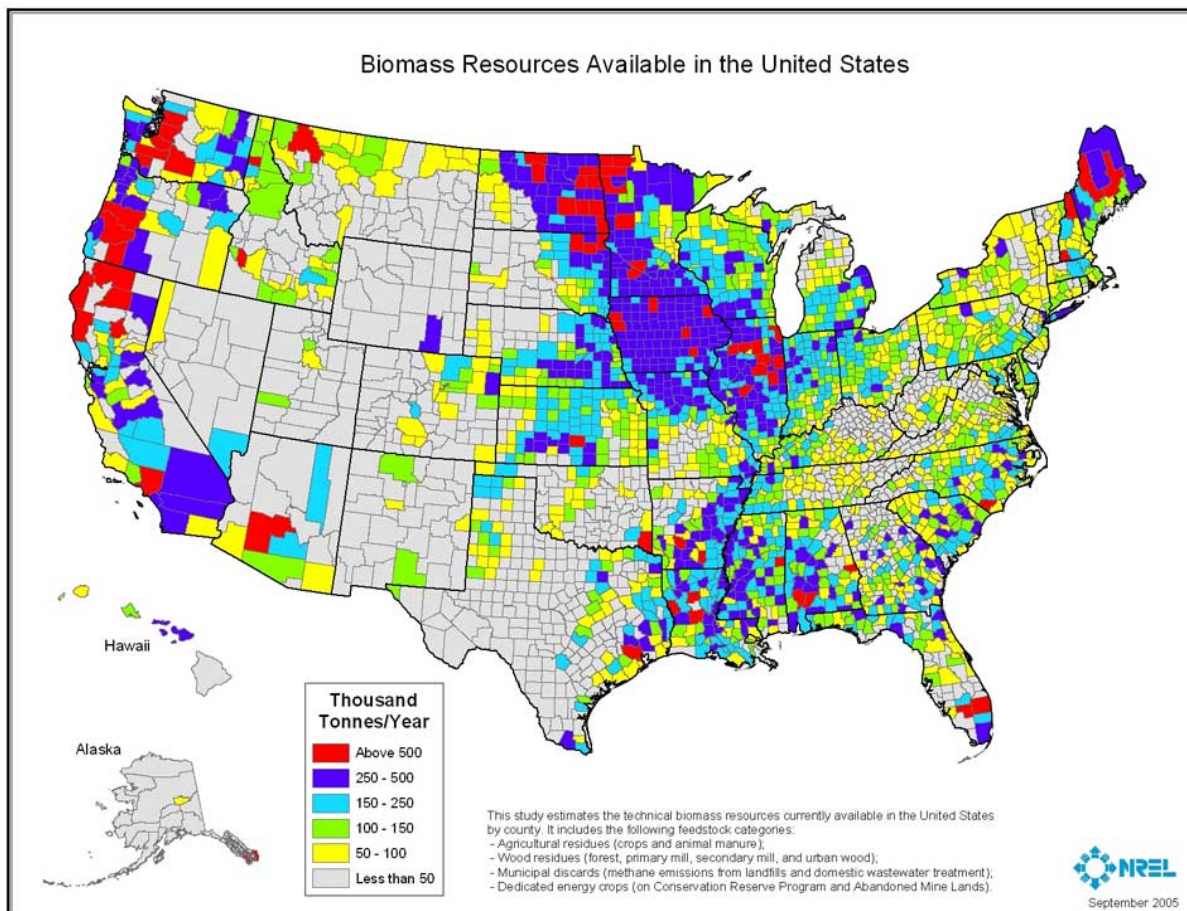 Biomass Resources Available in the United States
Hawaii
Alaska
Thousand
Tonnes/Year
Above 500
250 - 500
150 - 250
100 - 150
50 - 100
Less than 50
This study estimates the technical biomass resources currently available in the United States
by county. It includes the following feedstock categories:
- Agricultural residues (crops and animal manure);
- Wood residues (forest, primary mill, secondary mill, and urban wood);
- Municipal discards (methane emissions from landfills and domestic wastewater treatment);
- Dedicated energy crops (on Conservation Reserve Program and Abandoned Mine Lands).
NREL
September 2005